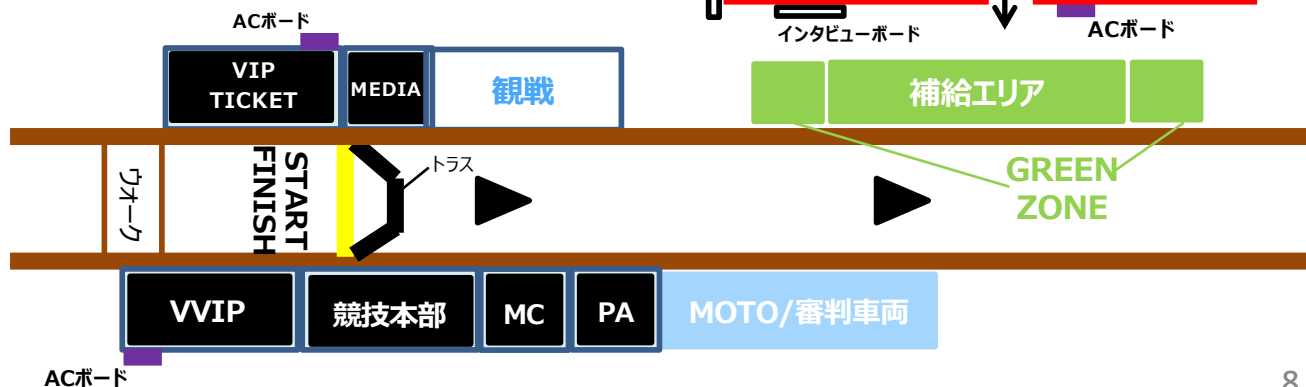 ACボード
インタビューボード
ACボード
VIP
TICKET
MEDIA
観戦
補給エリア
ウォーク
START
FINISH
トラス
GREEN
ZONE
VVIP
競技本部
MC
PA
MOTO/審判車両
ACボード
8